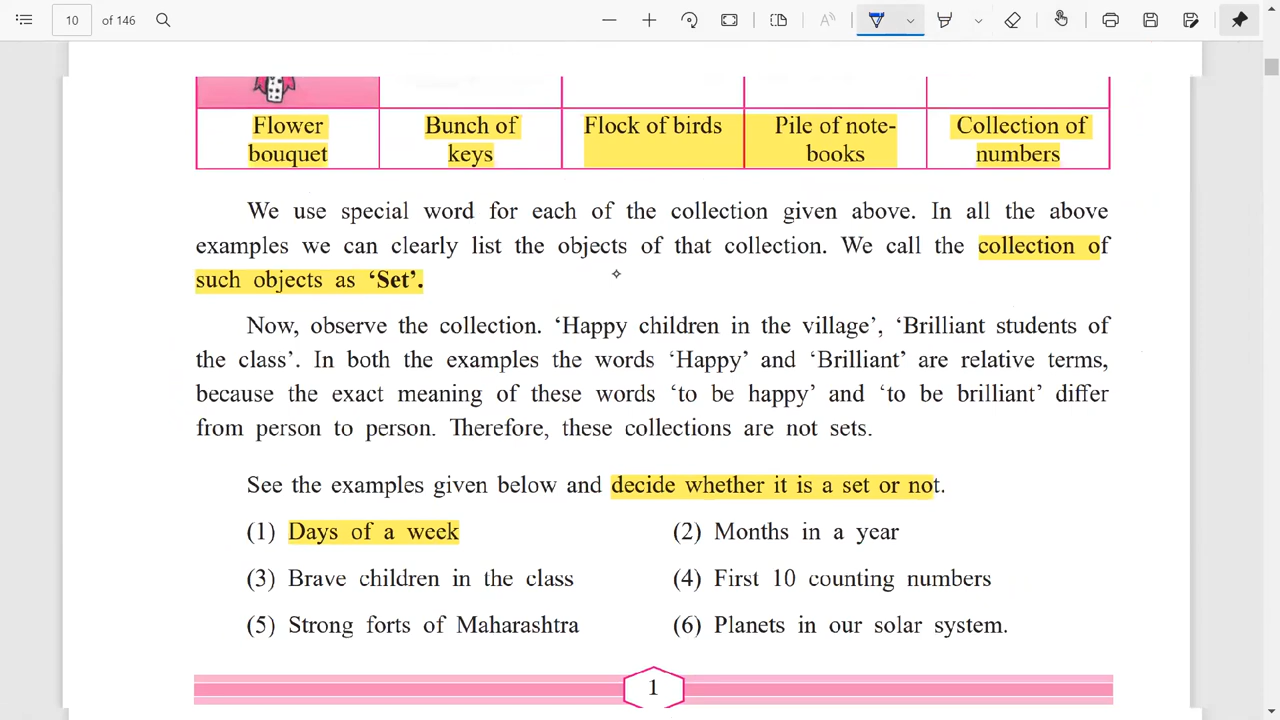 10 of 146
Flower bouquet
Bunch of keys
Flock of birds
Pile of note-books
Collection of numbers
We use special word for each of the collection given above. In all the above
examples we can clearly list the objects of that collection. We call the collection of
such objects as ‘Set’.
Now, observe the collection. ‘Happy children in the village’, ‘Brilliant students of
the class’. In both the examples the words ‘Happy’ and ‘Brilliant’ are relative terms,
because the exact meaning of these words ‘to be happy’ and ‘to be brilliant’ differ
from person to person. Therefore, these collections are not sets.
See the examples given below and decide whether it is a set or not.
(1) Days of a week
(2) Months in a year
(3) Brave children in the class
(4) First 10 counting numbers
(5) Strong forts of Maharashtra
(6) Planets in our solar system.
1